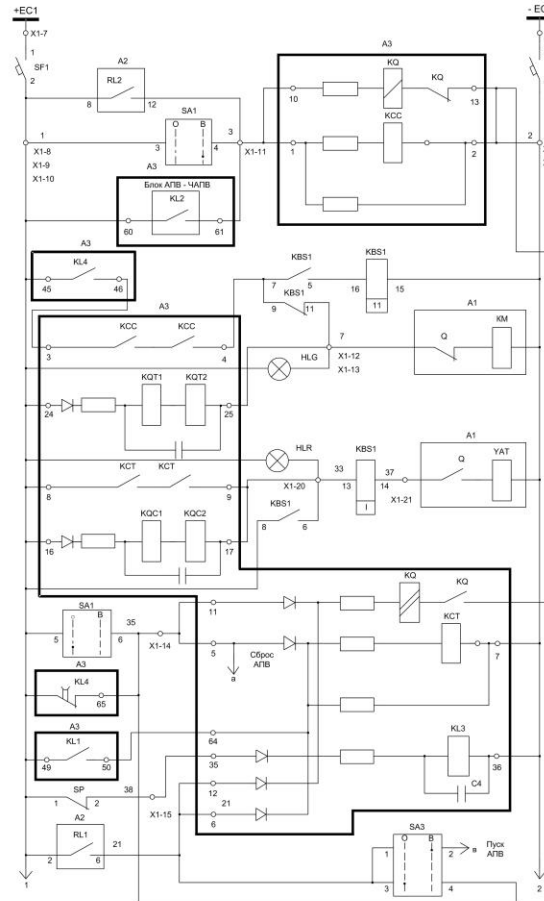 +EC1
- EC
X1-7
1
SF1
2
A2
RL2
8 12
A3
KQ KQ
10 13
SA1
O B
1 3 4 3
X1-8
X1-9
X1-10
X1-11
KCC
1 2 2
A3
Блок АПВ - ЧАПВ
KL2
60 61
A3
KL4
45 46
KBS1
7 5
KBS1
16 15
11
KBS1
9 11
A3
KCC KCC
3 4
7
X1-12
X1-13
HLG
A1
Q KM
KQT1 KQT2
24 25
HLR
KCT KCT
8 9
X1-20
33
KBS1
13 14
I
37
X1-21
A1
Q YAT
KBS1
8 6
KQC1 KQC2
16 17
SA1
O B
5 6
35
X1-14
11
KQ KQ
5
Сброс
АПВ
a
KCT
7
A3
KL4
65
A3
KL1
49 50
64
35
KL3
36
C4
SP
1 2
38
X1-15
12
21
6
A2
RL1
2 6
21
SA3
O B
1 2
в
Пуск
АПВ
3 4
1
2